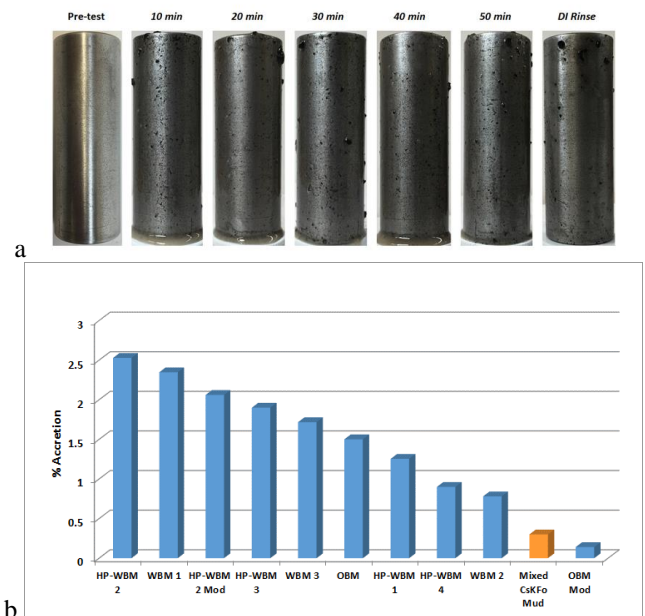 Pre-test 10 min 20 min 30 min 40 min 50 min DI Rinse
a
3
2.5
2
1.5
1
0.5
0
% Accretion
HP-WBM 2
WBM 1
HP-WBM 2 Mod
HP-WBM 3
WBM 3
OBM
HP-WBM 1
HP-WBM 4
WBM 2
Mixed CsKFo Mud
OBM Mod
b